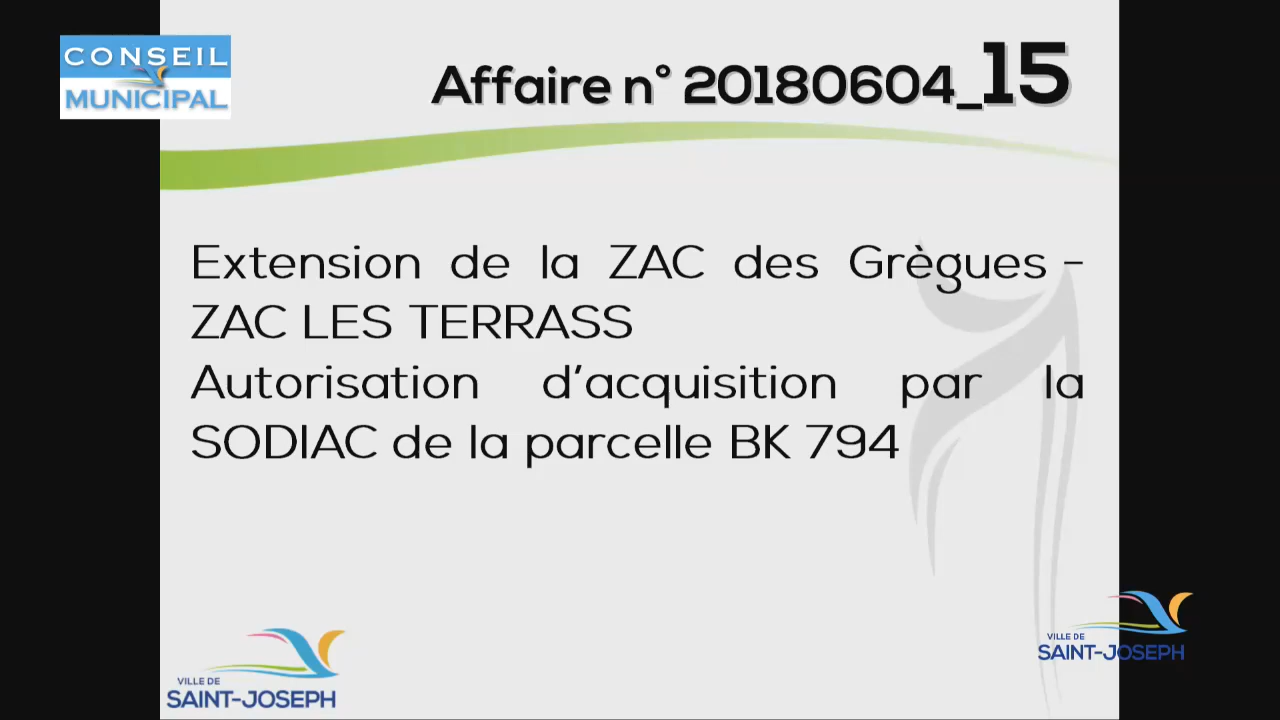 CONSEIL
MUNICIPAL
Affaire n° 20180604_15
Extension de la ZAC des Grègues -
ZAC LES TERRASS
Autorisation d'acquisition par la
SODIAC de la parcelle BK 794
VILLE DE
SAINT-JOSEPH
VILLE DE
SAINT-JOSEPH